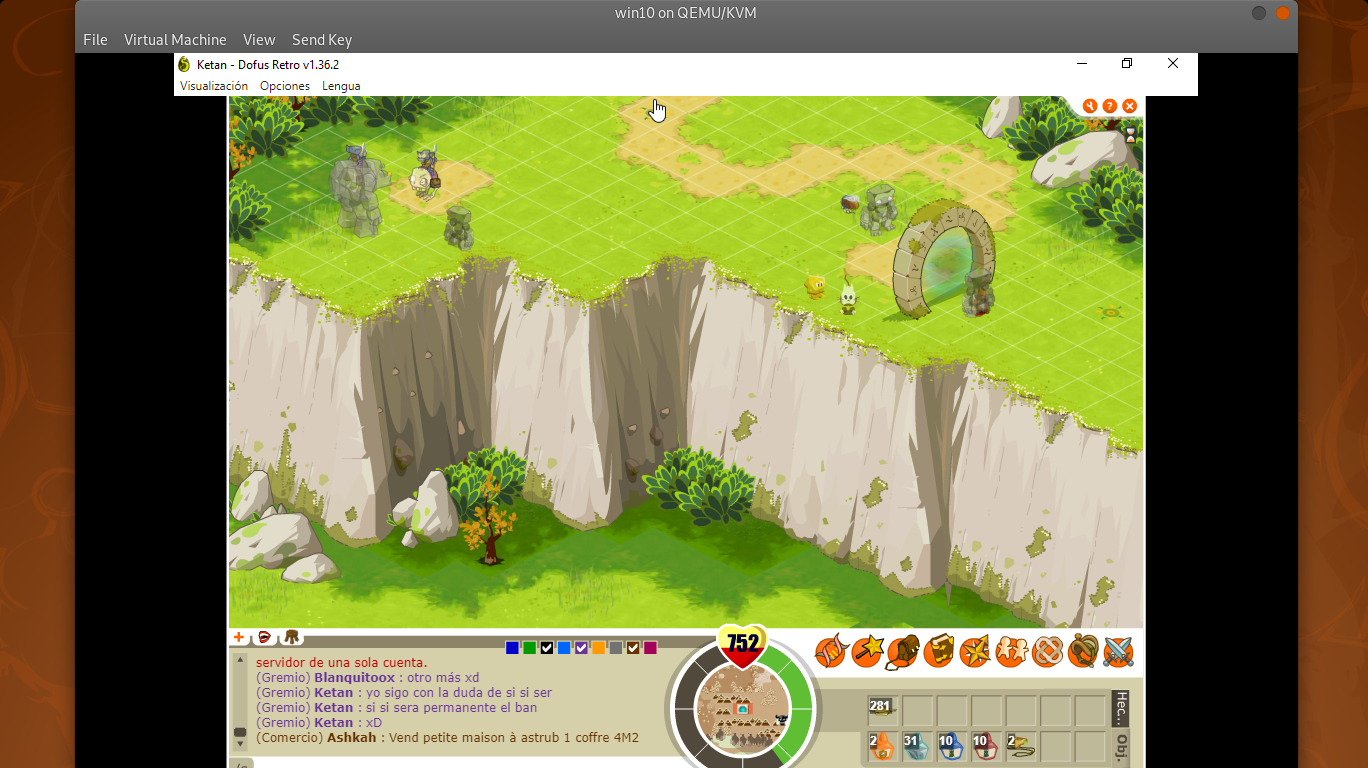 win10 on QEMU/KVM
File Virtual Machine View Send Key
Ketan - Dofus Retro v1.36.2
Visualización Opciones Lengua
752
servidor de una sola cuenta.
(Gremio) Blanquitoox : otro más xd
(Gremio) Ketan : yo sigo con la duda de si si ser
(Gremio) Ketan : si si sera permanente el ban
(Gremio) Ketan : xD
(Comercio) Ashkah : Vend petite maison à astrub 1 coffre 4M2
281
Hec...
2 31 10 10 2
Obj.